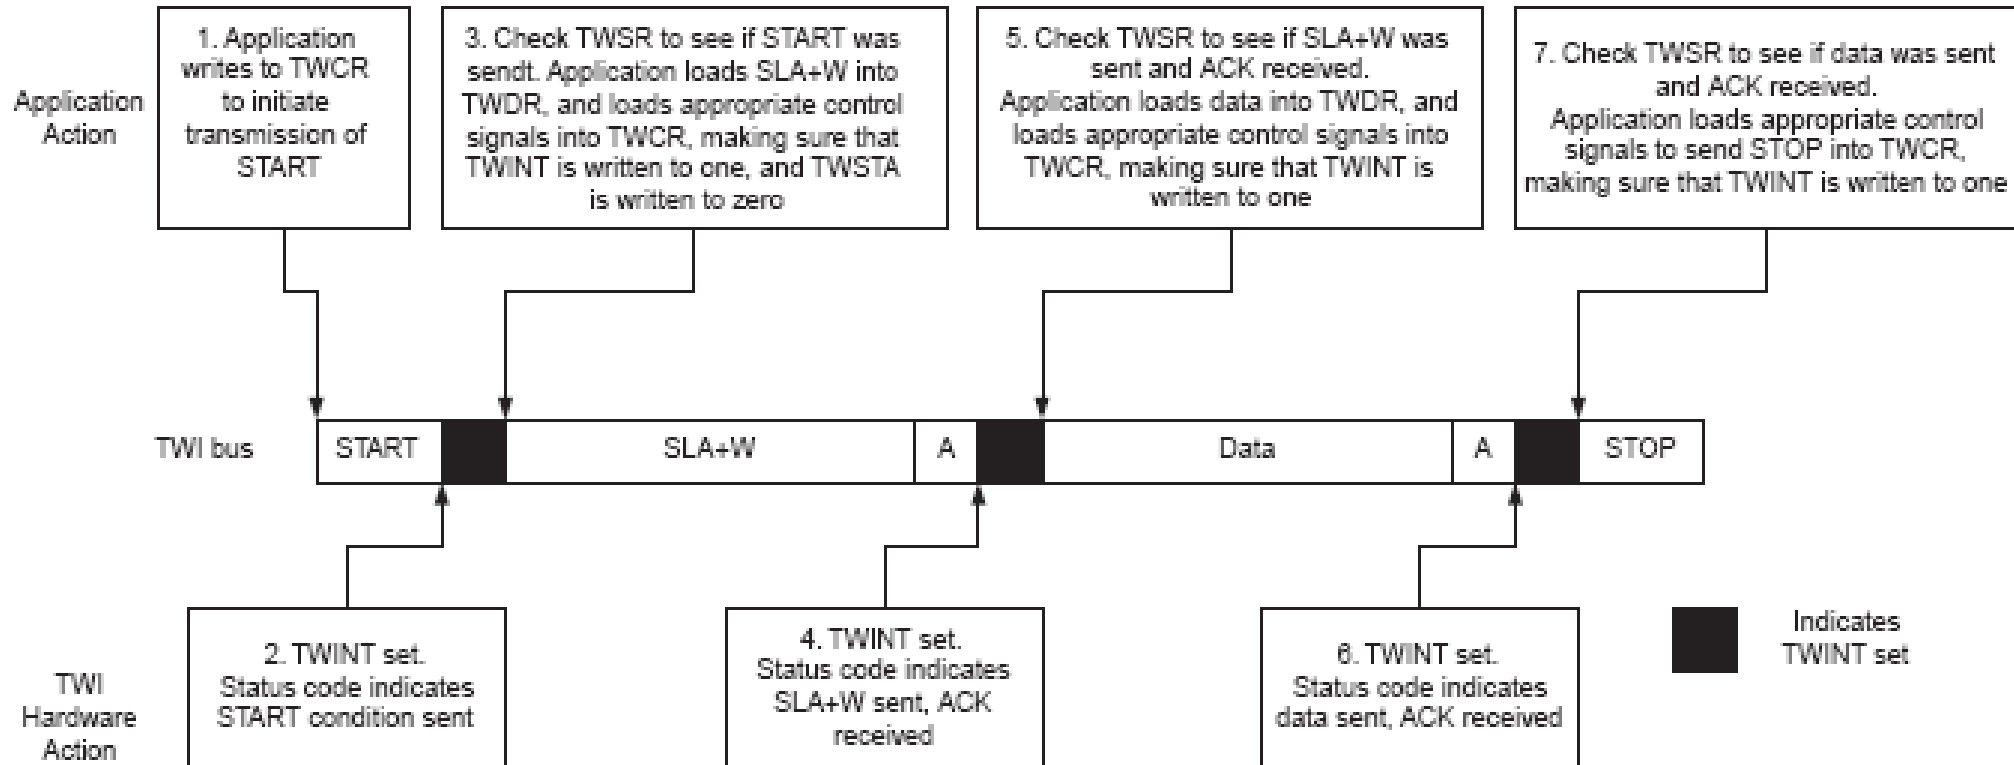 Application
Action
1. Application
writes to TWCR
to initiate
transmission of
START
3. Check TWSR to see if START was
sendt. Application loads SLA+W into
TWDR, and loads appropriate control
signals into TWCR, making sure that
TWINT is written to one, and TWSTA
is written to zero
5. Check TWSR to see if SLA+W was
sent and ACK received.
Application loads data into TWDR, and
loads appropriate control signals into
TWCR, making sure that TWINT is
written to one
7. Check TWSR to see if data was sent
and ACK received.
Application loads appropriate control
signals to send STOP into TWCR,
making sure that TWINT is written to one
TWI bus
START
SLA+W
A
Data
A
STOP
TWI
Hardware
Action
2. TWINT set.
Status code indicates
START condition sent
4. TWINT set.
Status code indicates
SLA+W sent, ACK
received
6. TWINT set.
Status code indicates
data sent, ACK received
Indicates
TWINT set